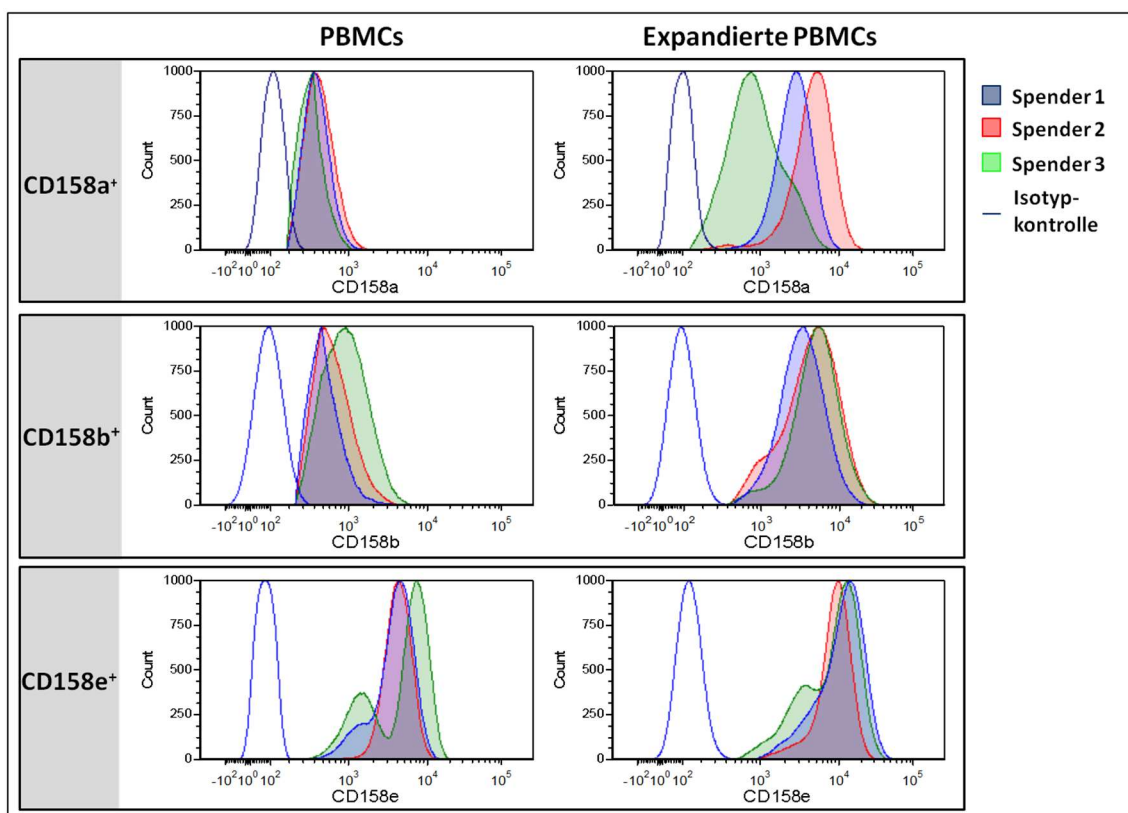 PBMCs
Expandierte PBMCs
CD158a⁺
1000
750
500
250
0
Count
-10² 10⁰ 10² 10³ 10⁴ 10⁵
CD158a
1000
750
500
250
0
Count
-10² 10⁰ 10² 10³ 10⁴ 10⁵
CD158a
Spender 1
Spender 2
Spender 3
Isotyp-
kontrolle
CD158b⁺
1000
750
500
250
0
Count
-10² 10⁰ 10² 10³ 10⁴ 10⁵
CD158b
1000
750
500
250
0
Count
-10² 10⁰ 10² 10³ 10⁴ 10⁵
CD158b
CD158e⁺
1000
750
500
250
0
Count
-10² 10⁰ 10² 10³ 10⁴ 10⁵
CD158e
1000
750
500
250
0
Count
-10² 10⁰ 10² 10³ 10⁴ 10⁵
CD158e